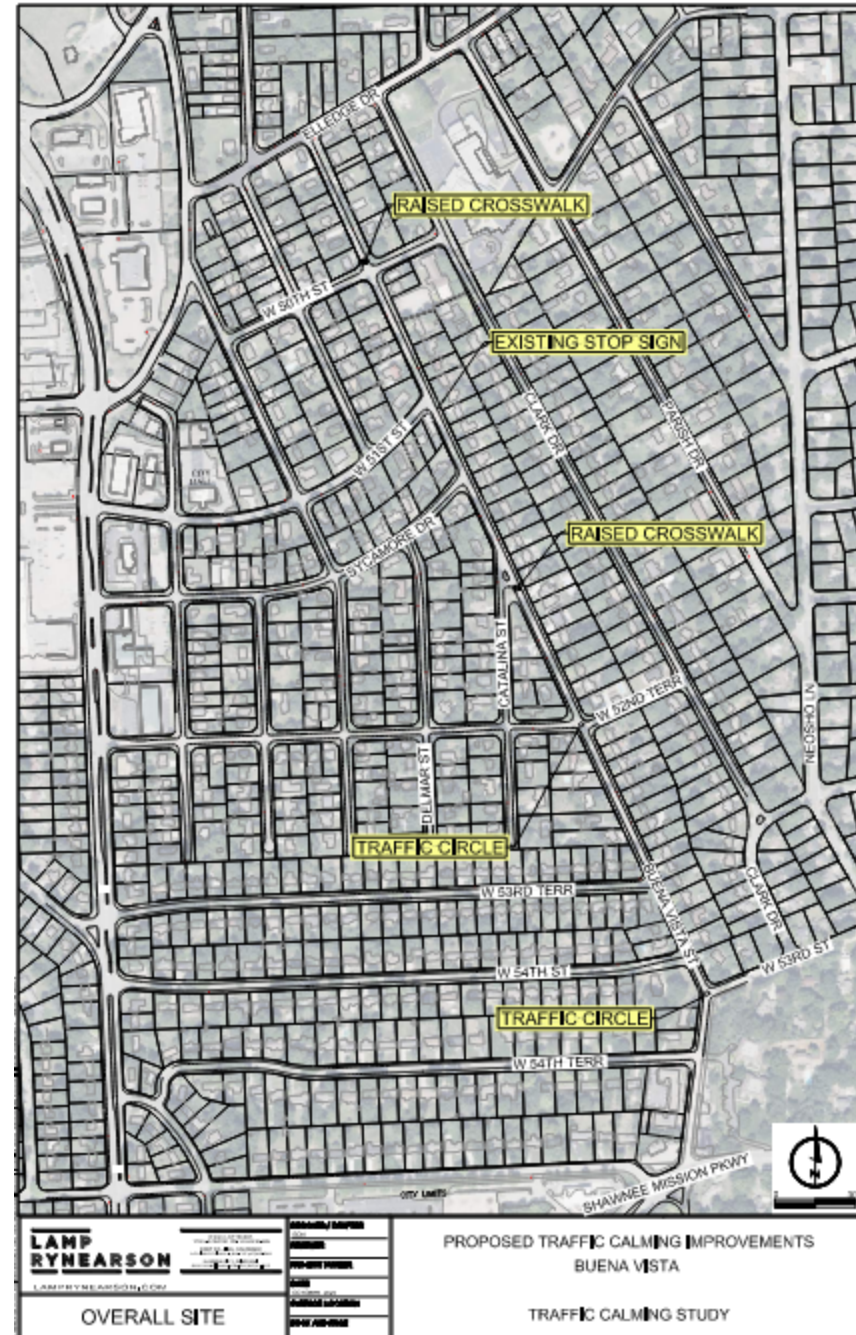 ELLEDGE DR
RAISED CROSSWALK
W 50TH ST
EXISTING STOP SIGN
CLARK DR
PARISH DR
W 51ST ST
CITY HALL
SYCAMORE DR
RAISED CROSSWALK
CATALINA ST
W 52ND TERR
NEOSHO LN
DELMAR ST
TRAFFIC CIRCLE
BUENA VISTA ST
CLARK DR
W 53RD TERR
W 53RD ST
W 54TH ST
TRAFFIC CIRCLE
W 54TH TERR
N
SHAWNEE MISSION PKWY
CITY LIMITS
LAMP
RYNEARSON
LAMPRYNEARSON.COM
OVERALL SITE
PROPOSED TRAFFIC CALMING IMPROVEMENTS
BUENA VISTA
TRAFFIC CALMING STUDY